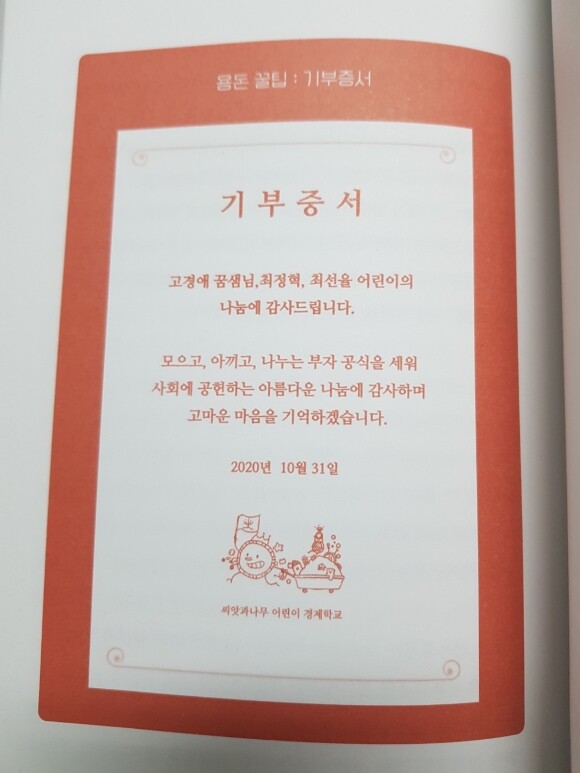 용돈 꿀팁 : 기부증서
기부증서
고경애 꿈샘님,최정혁, 최선율 어린이의
나눔에 감사드립니다.
모으고, 아끼고, 나누는 부자 공식을 세워
사회에 공헌하는 아름다운 나눔에 감사하며
고마운 마음을 기억하겠습니다.
2020년 10월 31일
씨앗과나무 어린이 경제학교